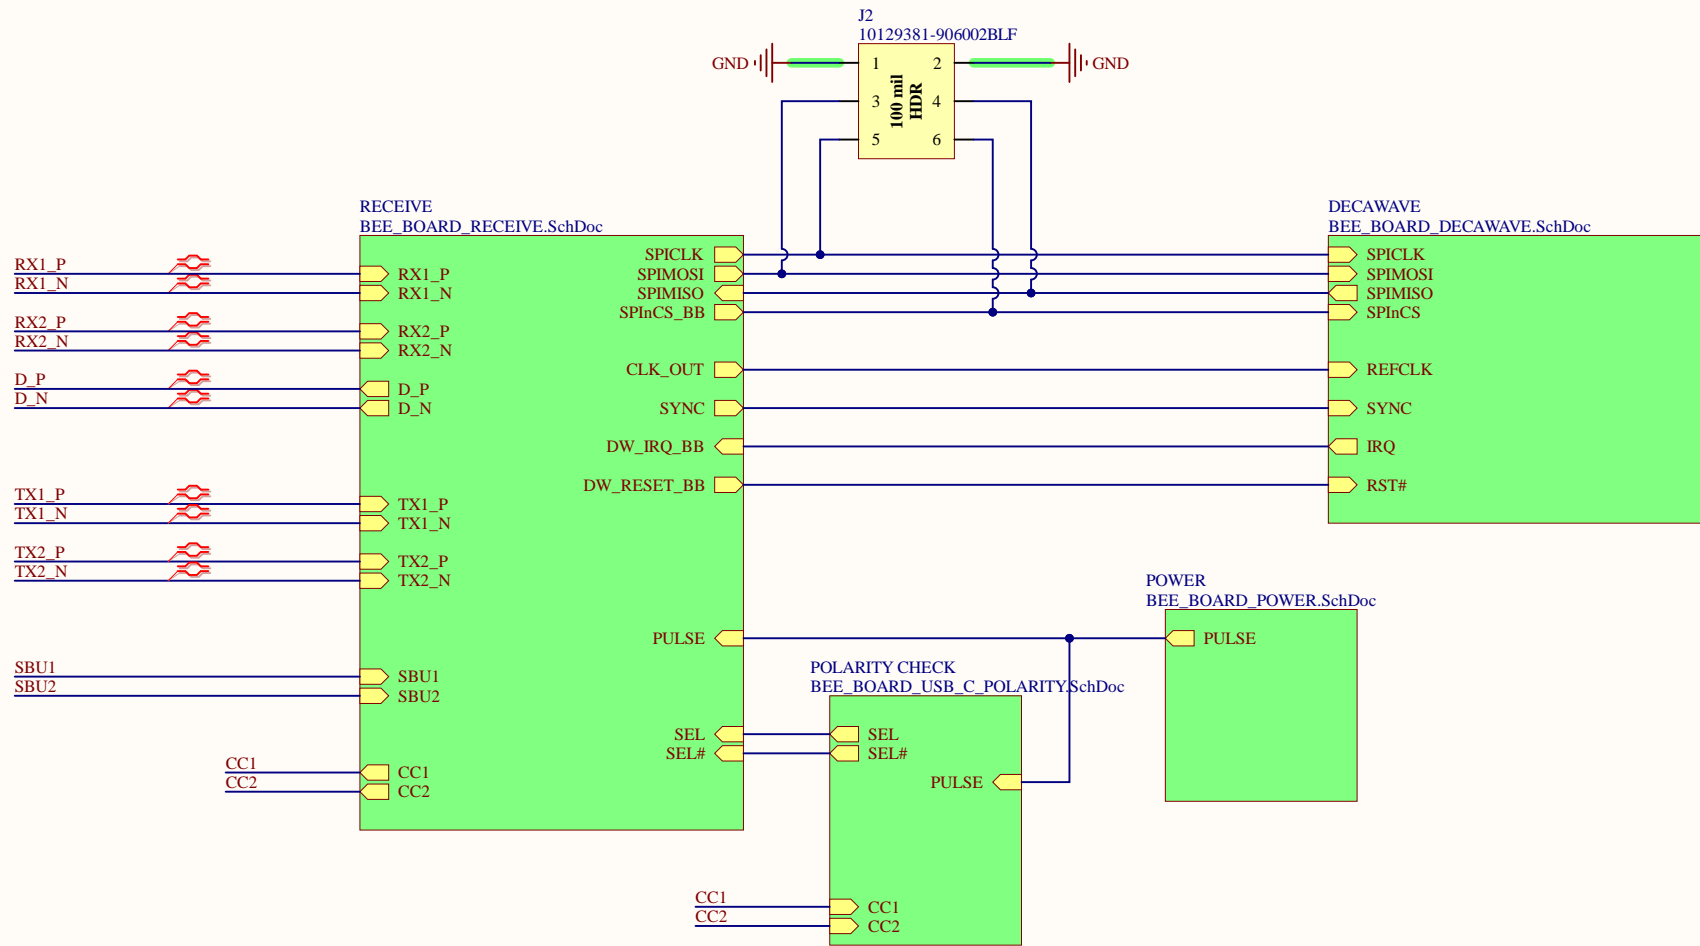 J2
10129381-906002BLF
GND
1
2
GND
3
4
5
6
100 mil
HDR
RECEIVE
BEE_BOARD_RECEIVE.SchDoc
DECAWAVE
BEE_BOARD_DECAWAVE.SchDoc
RX1_P
RX1_N
RX2_P
RX2_N
D_P
D_N
TX1_P
TX1_N
TX2_P
TX2_N
SBU1
SBU2
CC1
CC2
RX1_P
RX1_N
RX2_P
RX2_N
D_P
D_N
TX1_P
TX1_N
TX2_P
TX2_N
SBU1
SBU2
CC1
CC2
SPICLK
SPIMOSI
SPIMISO
SPInCS_BB
CLK_OUT
SYNC
DW_IRQ_BB
DW_RESET_BB
PULSE
SEL
SEL#
SPICLK
SPIMOSI
SPIMISO
SPInCS
REFCLK
SYNC
IRQ
RST#
POWER
BEE_BOARD_POWER.SchDoc
PULSE
POLARITY CHECK
BEE_BOARD_USB_C_POLARITY.SchDoc
SEL
SEL#
PULSE
CC1
CC2
CC1
CC2